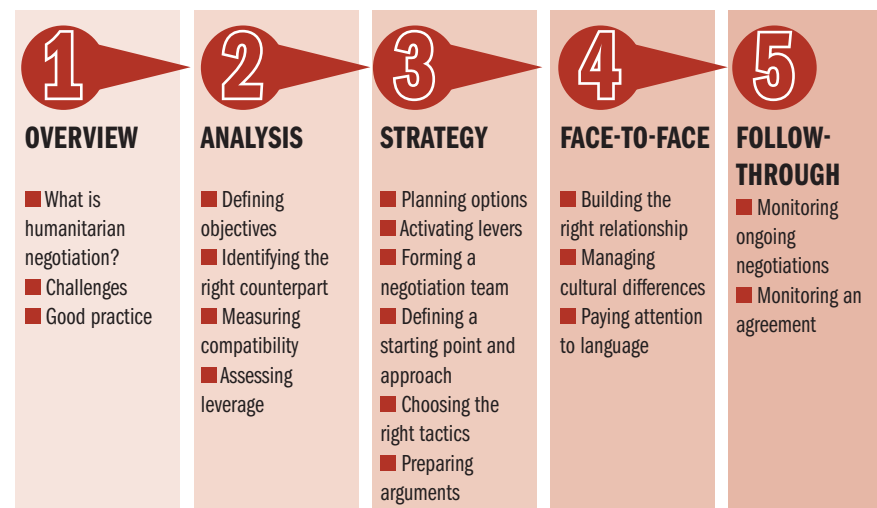 1
OVERVIEW
■ What is
humanitarian
negotiation?
■ Challenges
■ Good practice
2
ANALYSIS
■ Defining
objectives
■ Identifying the
right counterpart
■ Measuring
compatibility
■ Assessing
leverage
3
STRATEGY
■ Planning options
■ Activating levers
■ Forming a
negotiation team
■ Defining a
starting point and
approach
■ Choosing the
right tactics
■ Preparing
arguments
4
FACE-TO-FACE
■ Building the
right relationship
■ Managing
cultural differences
■ Paying attention
to language
5
FOLLOW-
THROUGH
■ Monitoring
ongoing
negotiations
■ Monitoring an
agreement